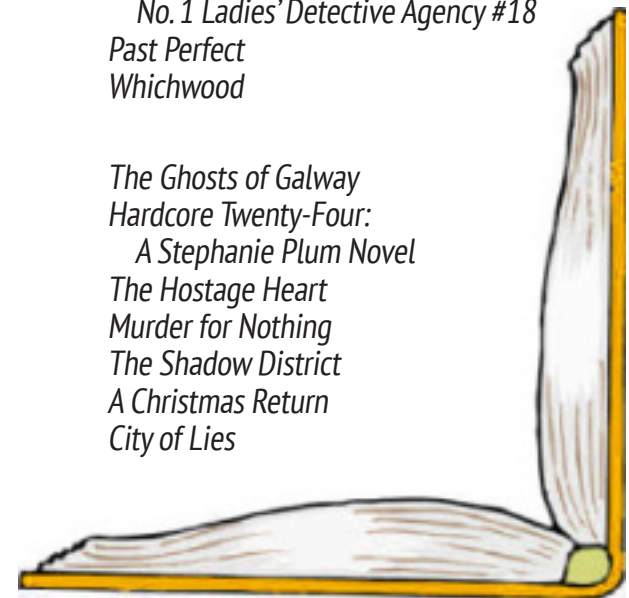 No. 1 Ladies’ Detective Agency #18
Past Perfect
Whichwood
The Ghosts of Galway
Hardcore Twenty-Four:
A Stephanie Plum Novel
The Hostage Heart
Murder for Nothing
The Shadow District
A Christmas Return
City of Lies